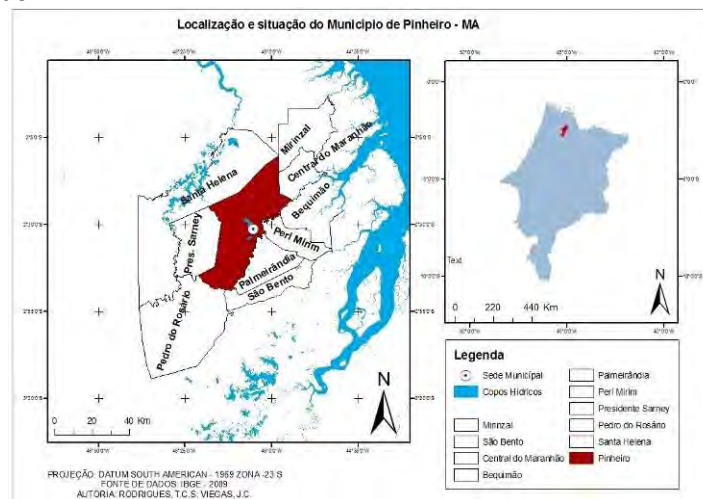 Localização e situação do Municipio de Pinheiro - MA
Mirinzal
Central do Maranhão
Santa Helena
Bequimão
Pres. Sarney
Peri Mirim
Palmeirândia
São Bento
Pedro do Rosário
N
0 20 40 Km
Text
N
0 220 440 Km
Legenda
Sede Municípal
Copos Hídricos
Mirinzal
São Bento
Central do Maranhão
Bequimão
Palmeirândia
Peri Mirim
Presidente Sarney
Pedro do Rosário
Santa Helena
Pinheiro
PROJEÇÃO: DATUM SOUTH AMERICAN - 1969 ZONA -23 S
FONTE DE DADOS: IBGE - 2009
AUTORIA: RODRIGUES, T.C.S: VIEGAS, J.C.